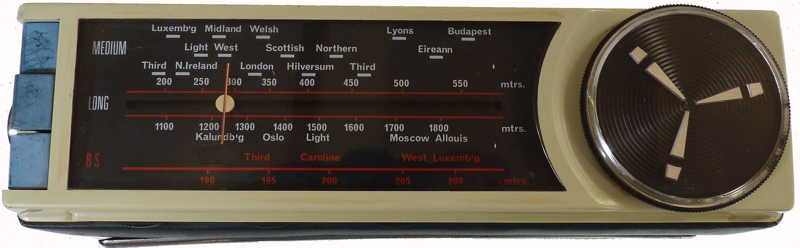 Luxemb'g Midland Welsh Lyons Budapest
MEDIUM
Light West Scottish Northern Eireann
Third N.Ireland London Hilversum Third
200 250 300 350 400 450 500 550 mtrs.
LONG
1100 1200 1300 1400 1500 1600 1700 1800 mtrs.
Kalundb'g Oslo Light Moscow Allouis
BS Third Caroline West Luxemb'g
190 195 200 205 208 mtrs.